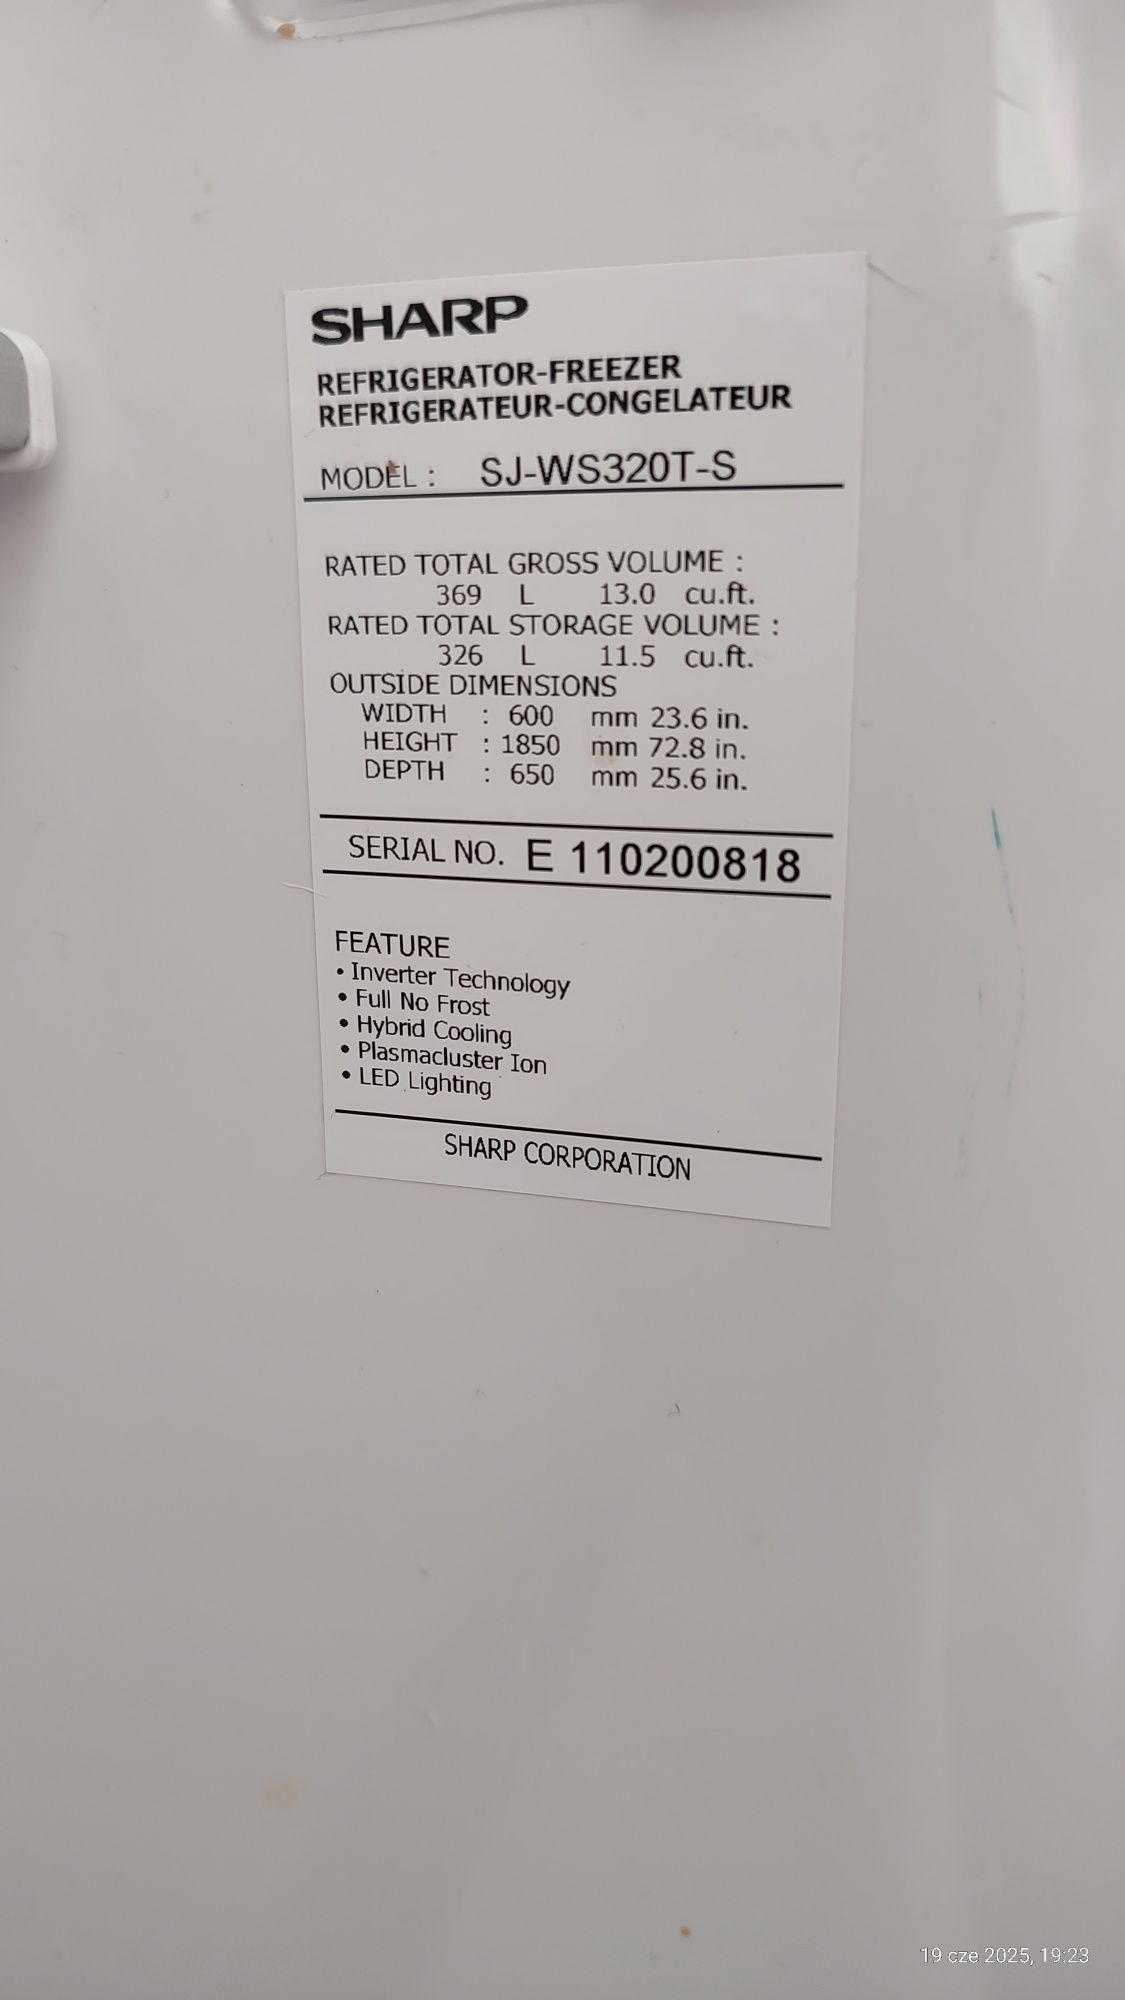 SHARP
REFRIGERATOR-FREEZER
REFRIGERATEUR-CONGELATEUR
MODEL : SJ-WS320T-S
RATED TOTAL GROSS VOLUME :
369 L 13.0 cu.ft.
RATED TOTAL STORAGE VOLUME :
326 L 11.5 cu.ft.
OUTSIDE DIMENSIONS
WIDTH : 600 mm 23.6 in.
HEIGHT : 1850 mm 72.8 in.
DEPTH : 650 mm 25.6 in.
SERIAL NO. E 110200818
FEATURE
• Inverter Technology
• Full No Frost
• Hybrid Cooling
• Plasmacluster Ion
• LED Lighting
SHARP CORPORATION
19 cze 2025, 19:23